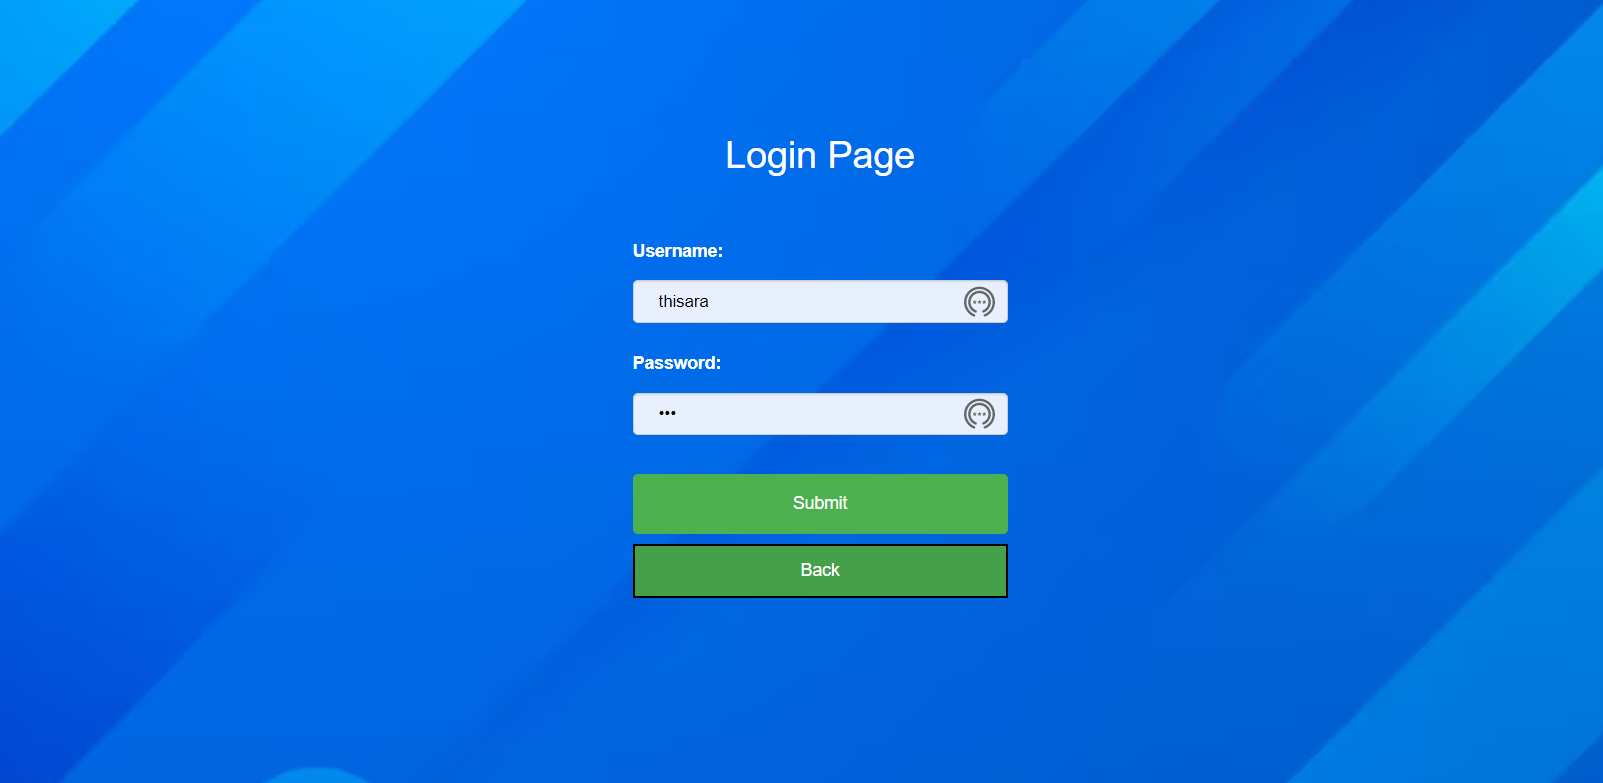 Login Page
Username:
thisara
Password:
•••
Submit
Back